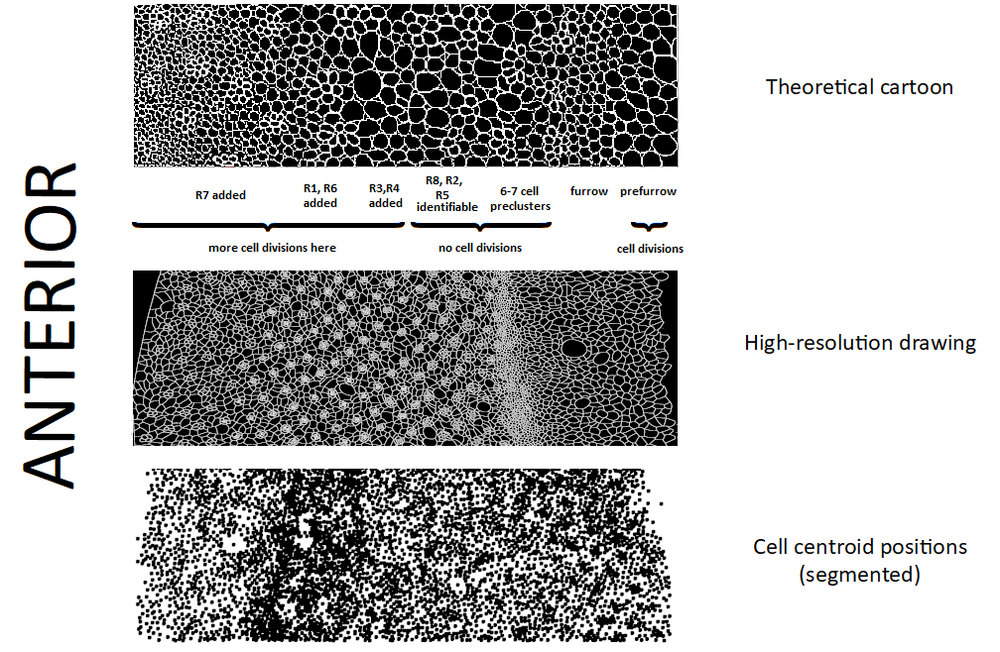 ANTERIOR
Theoretical cartoon
R7 added
R1, R6
added
R3,R4
added
R8, R2,
R5
identifiable
6-7 cell
preclusters
furrow
prefurrow
more cell divisions here
no cell divisions
cell divisions
High-resolution drawing
Cell centroid positions
(segmented)